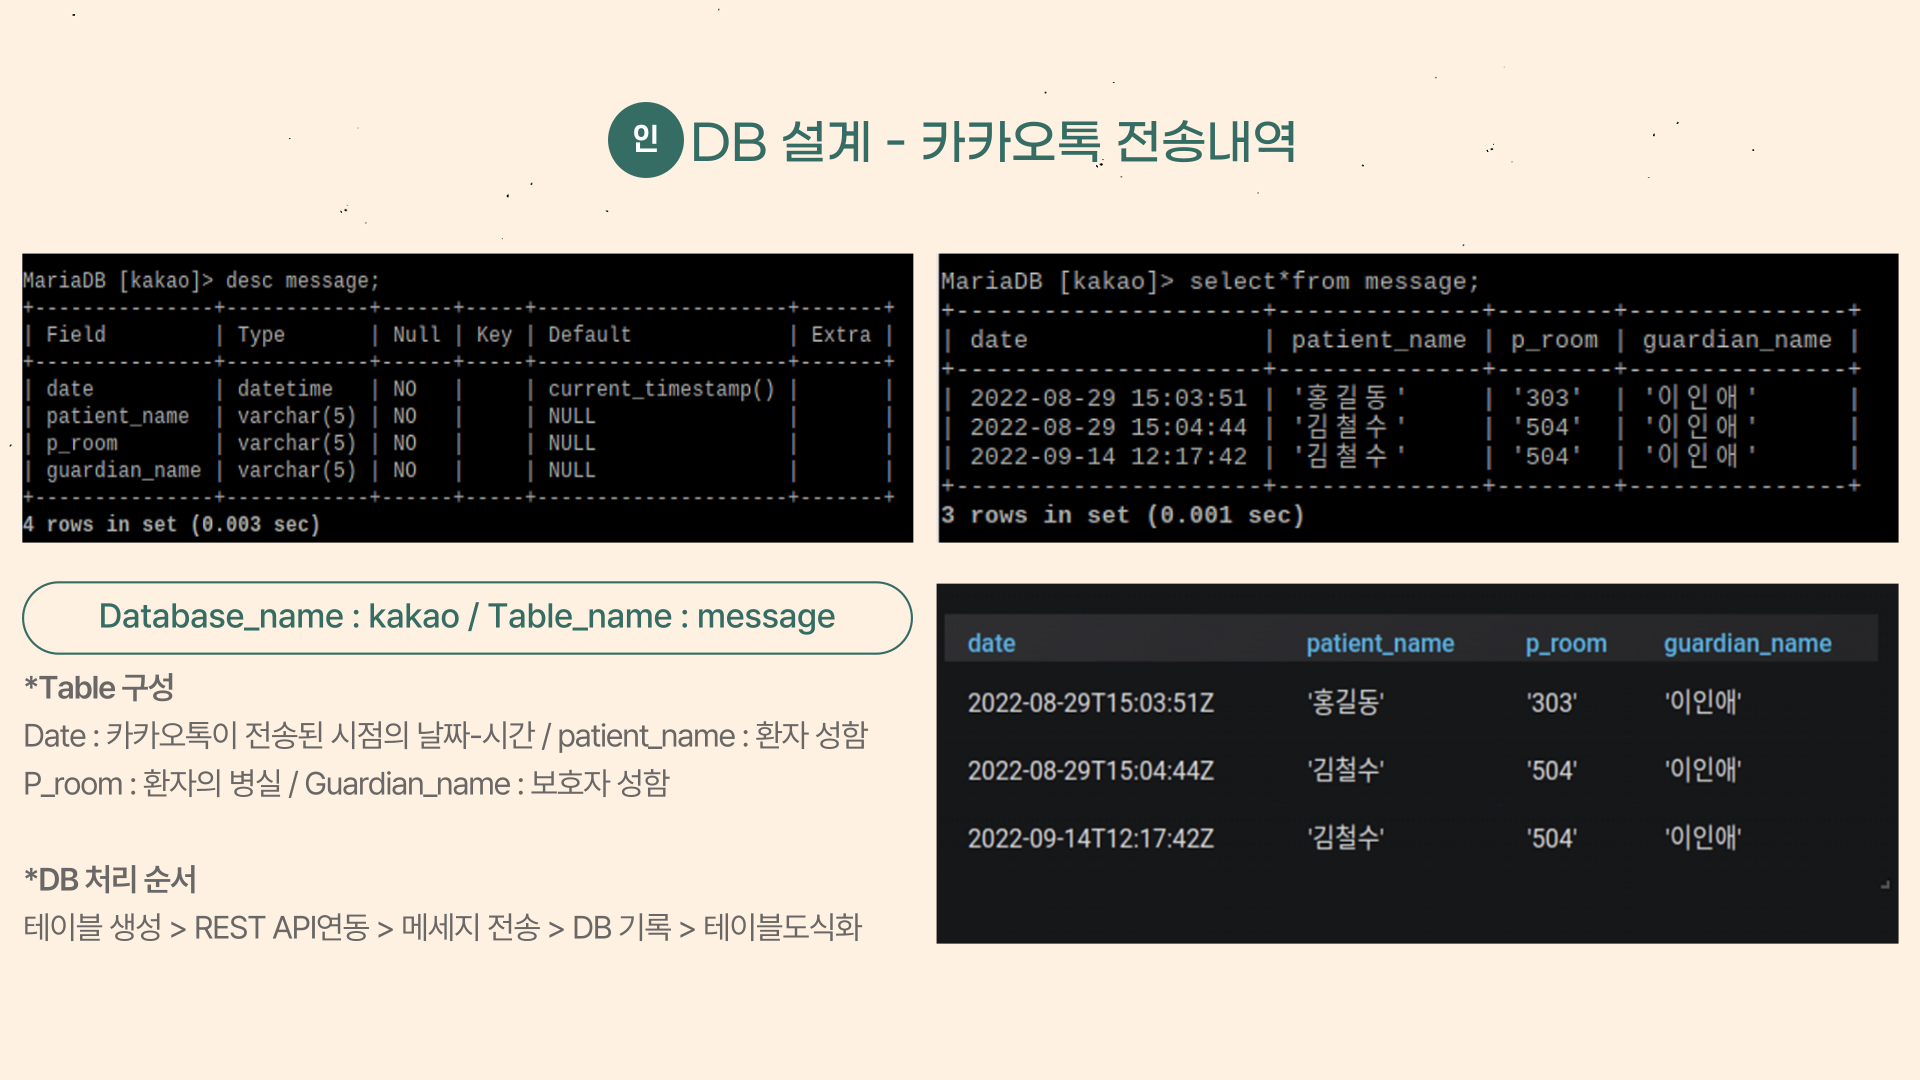 인 DB 설계 - 카카오톡 전송내역
MariaDB [kakao]> desc message;
+---------------+------------+------+-----+---------------------+-------+
| Field         | Type       | Null | Key | Default             | Extra |
+---------------+------------+------+-----+---------------------+-------+
| date          | datetime   | NO   |     | current_timestamp() |       |
| patient_name  | varchar(5) | NO   |     | NULL                |       |
| p_room        | varchar(5) | NO   |     | NULL                |       |
| guardian_name | varchar(5) | NO   |     | NULL                |       |
+---------------+------------+------+-----+---------------------+-------+
4 rows in set (0.003 sec)
MariaDB [kakao]> select*from message;
+---------------------+--------------+--------+---------------+
| date                | patient_name | p_room | guardian_name |
+---------------------+--------------+--------+---------------+
| 2022-08-29 15:03:51 | '홍길동'     | '303'  | '이인애'      |
| 2022-08-29 15:04:44 | '김철수'     | '504'  | '이인애'      |
| 2022-09-14 12:17:42 | '김철수'     | '504'  | '이인애'      |
+---------------------+--------------+--------+---------------+
3 rows in set (0.001 sec)
Database_name : kakao / Table_name : message
*Table 구성
Date : 카카오톡이 전송된 시점의 날짜-시간 / patient_name : 환자 성함
P_room : 환자의 병실 / Guardian_name : 보호자 성함
*DB 처리 순서
테이블 생성 > REST API연동 > 메세지 전송 > DB 기록 > 테이블도식화
date patient_name p_room guardian_name
2022-08-29T15:03:51Z '홍길동' '303' '이인애'
2022-08-29T15:04:44Z '김철수' '504' '이인애'
2022-09-14T12:17:42Z '김철수' '504' '이인애'